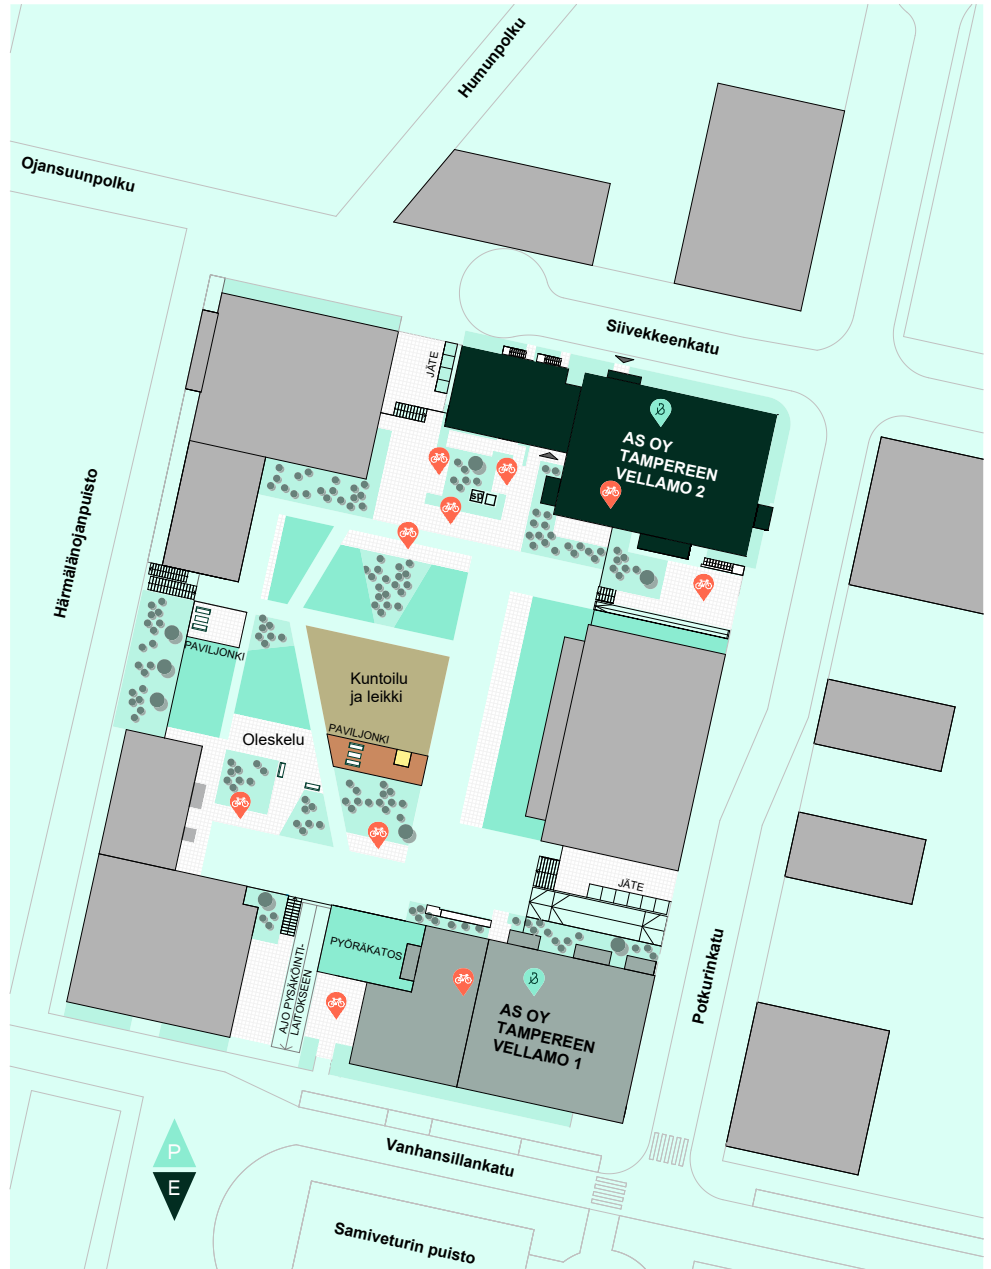 Humunpolku
Ojansuunpolku
Siivekkeenkatu
JÄTE
AS OY
TAMPEREEN
VELLAMO 2
sp
Härmälänojanpuisto
PAVILJONKI
Kuntoilu
ja leikki
PAVILJONKI
Oleskelu
JÄTE
PYÖRÄKATOS
AJO PYSÄKÖINTI-
LAITOKSEEN
AS OY
TAMPEREEN
VELLAMO 1
Potkurinkatu
P
E
Vanhansillankatu
Samiveturin puisto